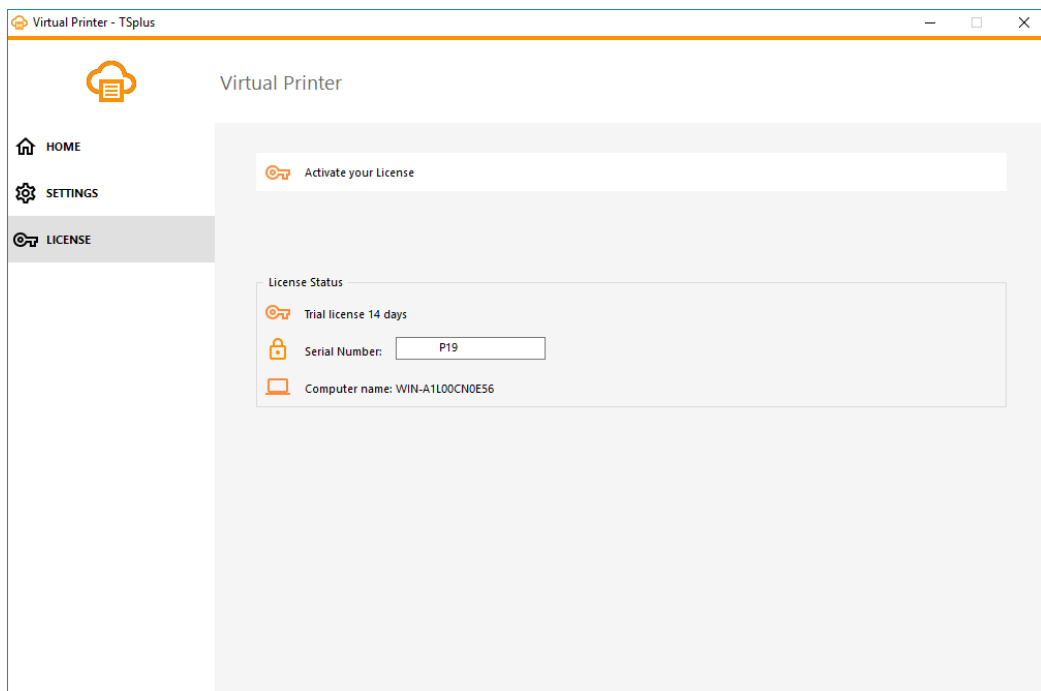 Virtual Printer - TSplus
Virtual Printer
HOME
SETTINGS
LICENSE
Activate your License
License Status
Trial license 14 days
Serial Number: P19
Computer name: WIN-A1L00CN0E56